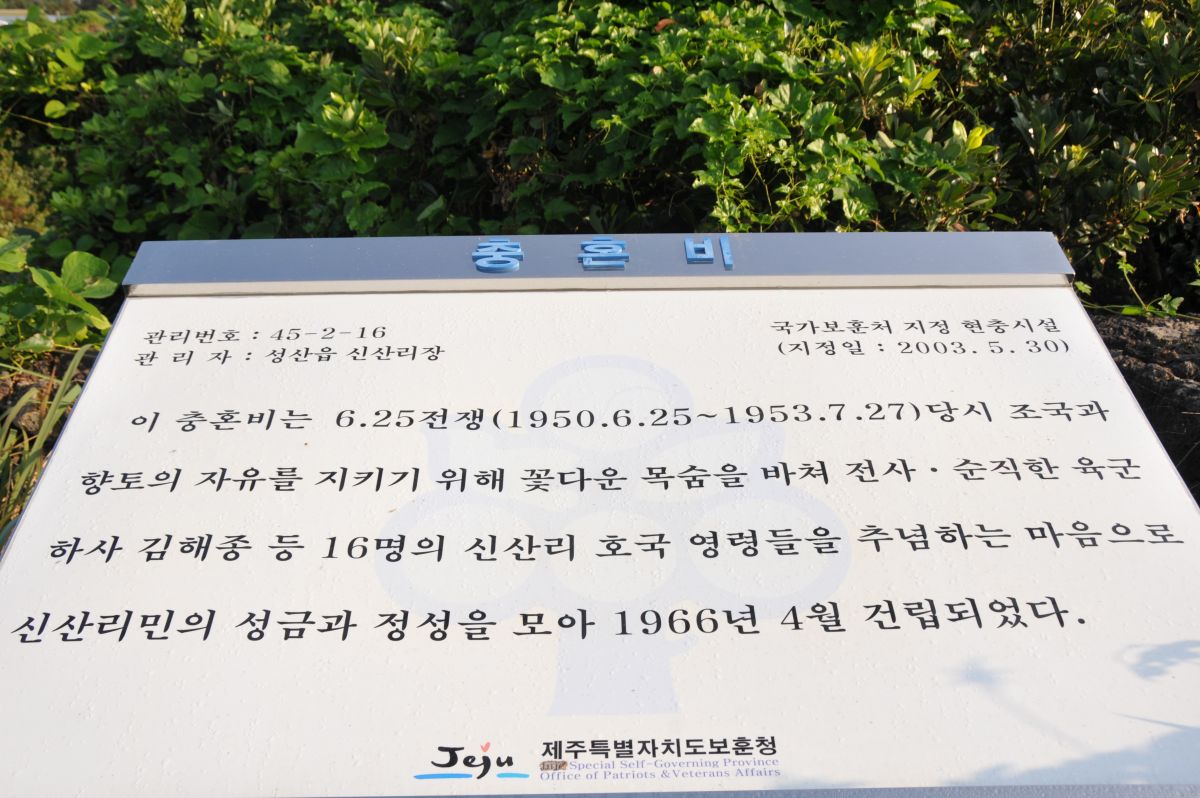 충혼비
관리번호 : 45-2-16
관 리 자 : 성산읍 신산리장
국가보훈처 지정 현충시설
(지정일 : 2003. 5. 30)
이 충혼비는 6.25전쟁(1950.6.25~1953.7.27)당시 조국과
향토의 자유를 지키기 위해 꽃다운 목숨을 바쳐 전사·순직한 육군
하사 김해종 등 16명의 신산리 호국 영령들을 추념하는 마음으로
신산리민의 성금과 정성을 모아 1966년 4월 건립되었다.
Jeju
제주특별자치도보훈청
Special Self-Governing Province
Office of Patriots & Veterans Affairs